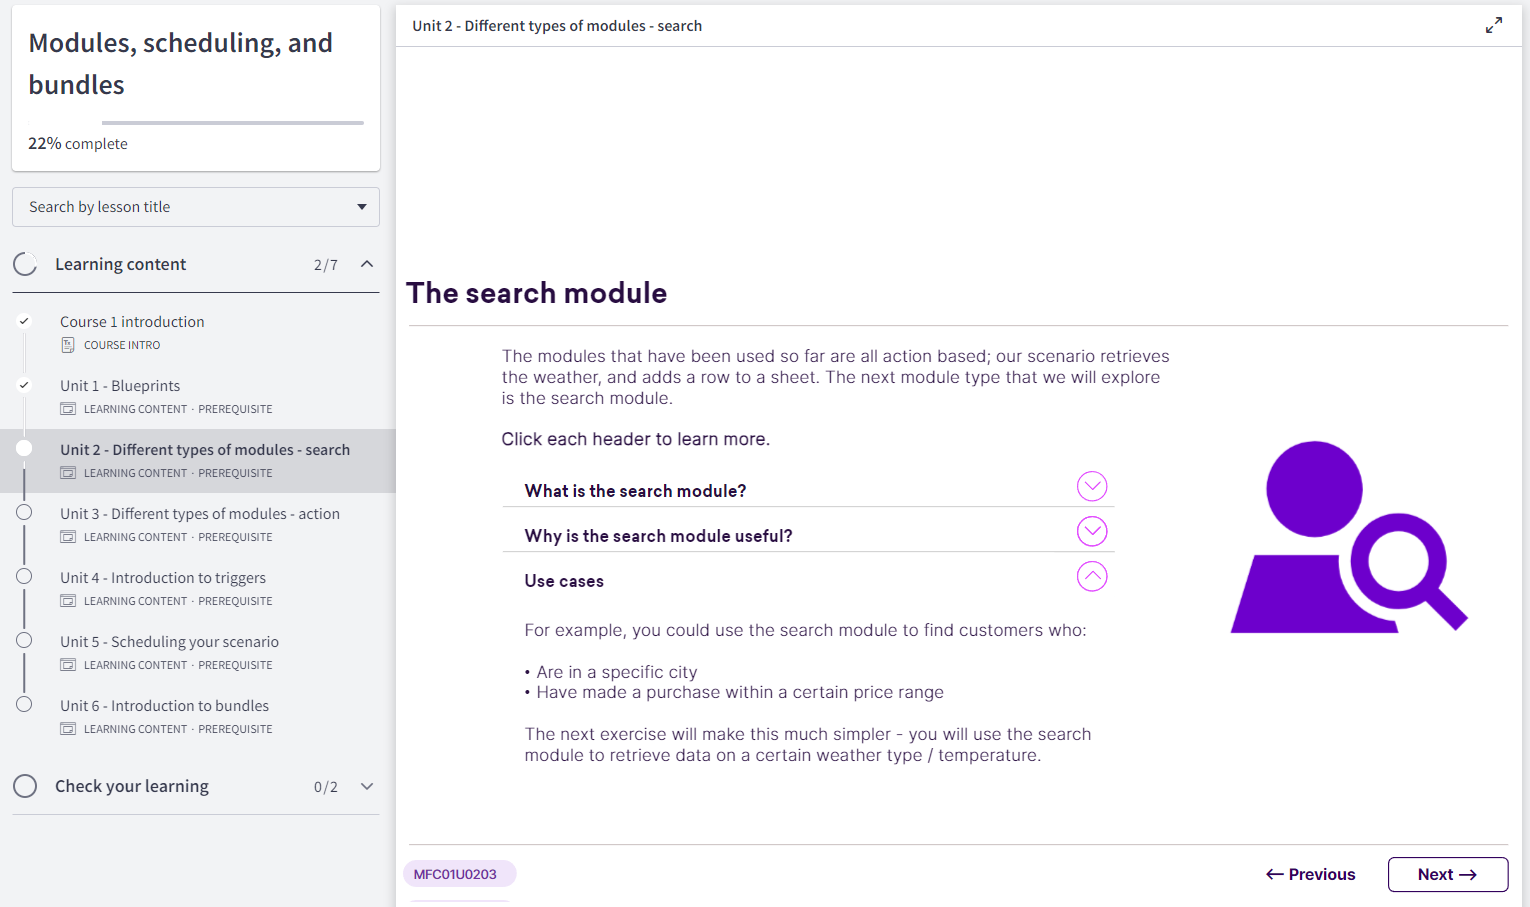 Modules, scheduling, and
bundles
22% complete
Search by lesson title
Learning content 2/7
Course 1 introduction
COURSE INTRO
Unit 1 - Blueprints
LEARNING CONTENT · PREREQUISITE
Unit 2 - Different types of modules - search
LEARNING CONTENT · PREREQUISITE
Unit 3 - Different types of modules - action
LEARNING CONTENT · PREREQUISITE
Unit 4 - Introduction to triggers
LEARNING CONTENT · PREREQUISITE
Unit 5 - Scheduling your scenario
LEARNING CONTENT · PREREQUISITE
Unit 6 - Introduction to bundles
LEARNING CONTENT · PREREQUISITE
Check your learning 0/2
Unit 2 - Different types of modules - search
The search module
The modules that have been used so far are all action based; our scenario retrieves
the weather, and adds a row to a sheet. The next module type that we will explore
is the search module.
Click each header to learn more.
What is the search module?
Why is the search module useful?
Use cases
For example, you could use the search module to find customers who:
• Are in a specific city
• Have made a purchase within a certain price range
The next exercise will make this much simpler - you will use the search
module to retrieve data on a certain weather type / temperature.
MFC01U0203
← Previous
Next →